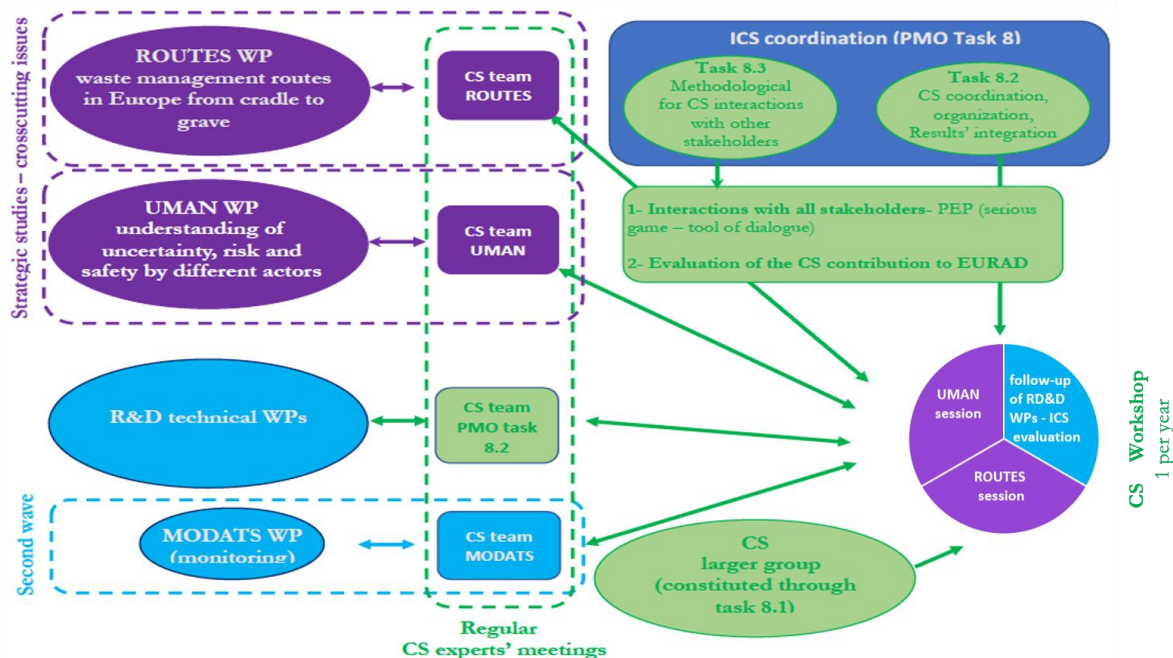 Strategic studies – crosscutting issues
ROUTES WP
waste management routes
in Europe from cradle to
grave
CS team
ROUTES
UMAN WP
understanding of
uncertainty, risk and
safety by different actors
CS team
UMAN
R&D technical WPs
CS team
PMO task
8.2
Second wave
MODATS WP
(monitoring)
CS team
MODATS
Regular
CS experts' meetings
ICS coordination (PMO Task 8)
Task 8.3
Methodological
for CS interactions
with other
stakeholders
Task 8.2
CS coordination,
organization,
Results' integration
1- Interactions with all stakeholders- PEP (serious
game – tool of dialogue)
2- Evaluation of the CS contribution to EURAD
UMAN
session
follow-up
of RD&D
WPs - ICS
evaluation
ROUTES
session
CS
larger group
(constituted through
task 8.1)
CS Workshop
1 per year